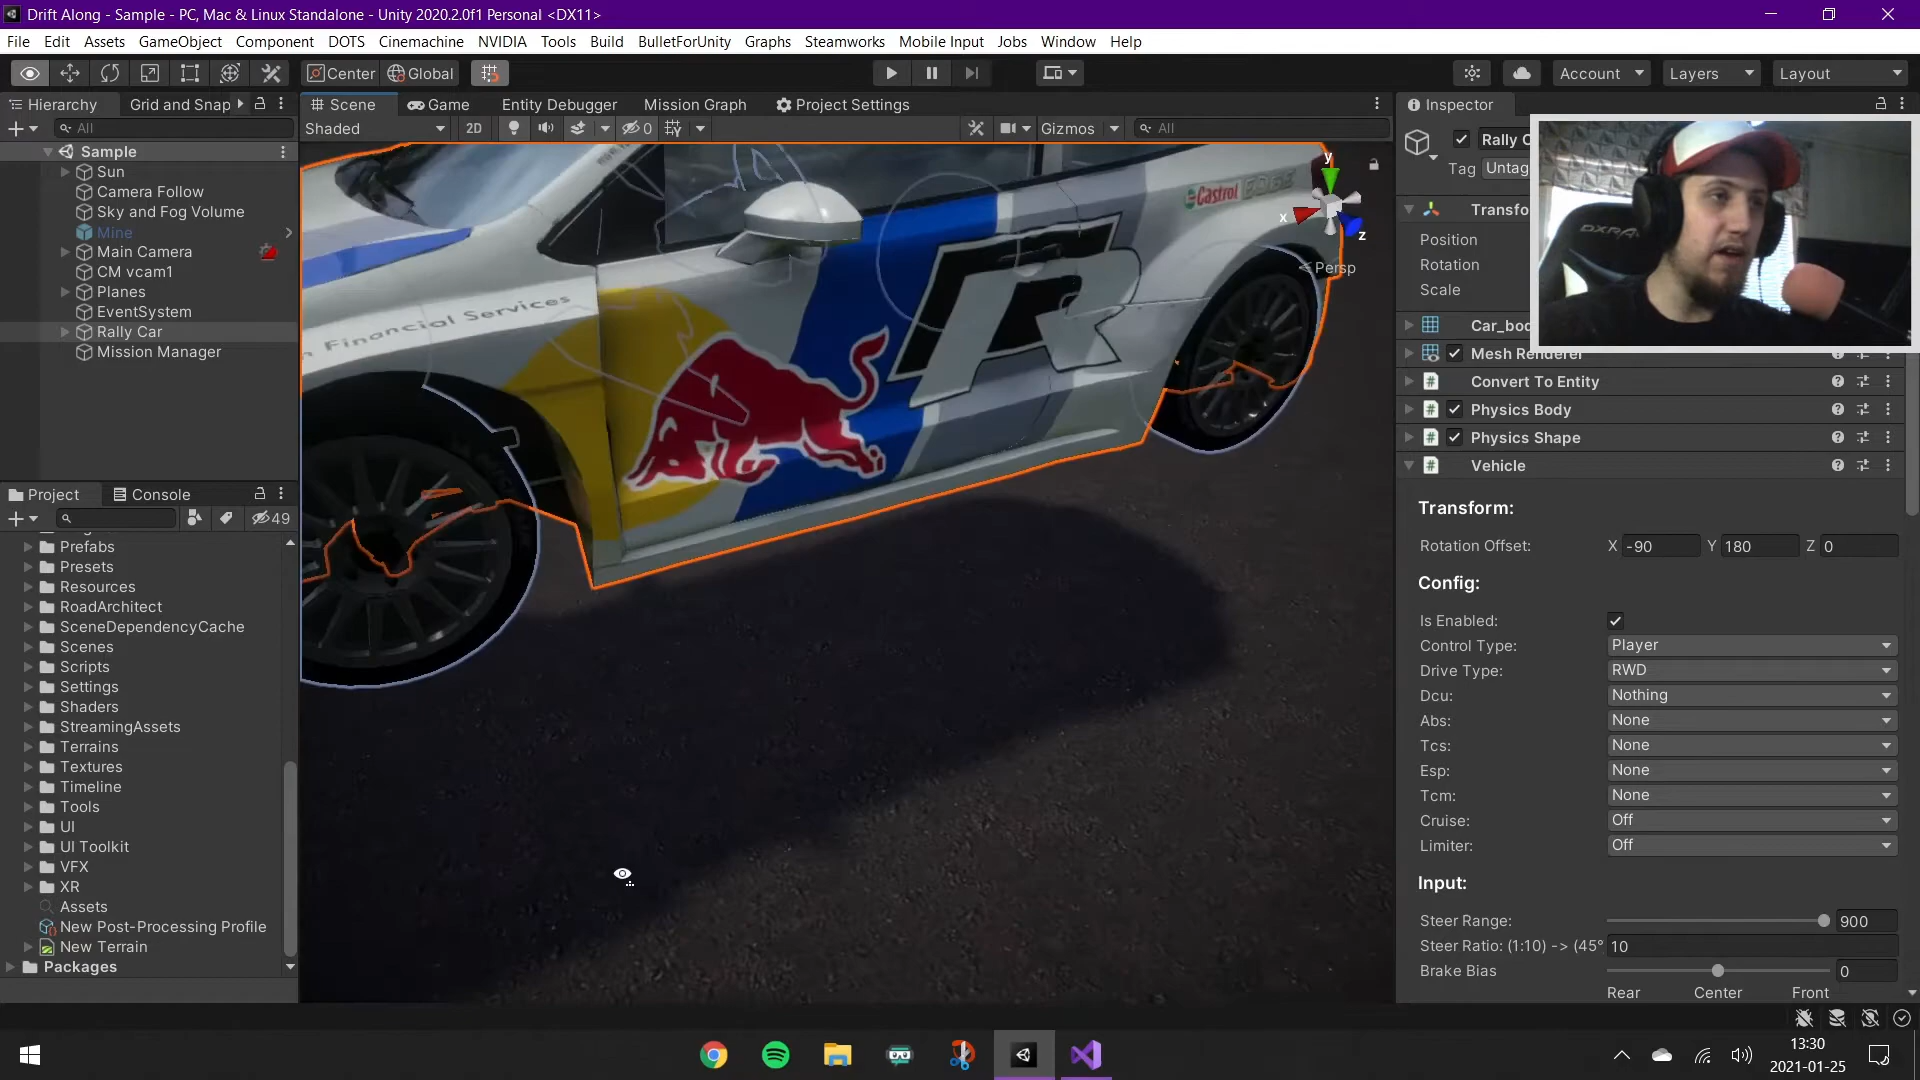 Drift Along - Sample - PC, Mac & Linux Standalone - Unity 2020.2.0f1 Personal <DX11>
File Edit Assets GameObject Component DOTS Cinemachine NVIDIA Tools Build BulletForUnity Graphs Steamworks Mobile Input Jobs Window Help
Center Global Account Layers Layout
Hierarchy Grid and Snap
All
Sample
Sun
Camera Follow
Sky and Fog Volume
Mine
Main Camera
CM vcam1
Planes
EventSystem
Rally Car
Mission Manager
Project Console
49
Prefabs
Presets
Resources
RoadArchitect
SceneDependencyCache
Scenes
Scripts
Settings
Shaders
StreamingAssets
Terrains
Textures
Timeline
Tools
UI
UI Toolkit
VFX
XR
Assets
New Post-Processing Profile
New Terrain
Packages
Scene Game Entity Debugger Mission Graph Project Settings
Shaded 2D 0 Gizmos All
y
x
z
Persp
Castrol EDGE
Financial Services
R
Inspector
Rally C
Tag Untag
Transfo
Position
Rotation
Scale
Car_bod
Mesh Renderer
Convert To Entity
Physics Body
Physics Shape
Vehicle
Transform:
Rotation Offset: X -90 Y 180 Z 0
Config:
Is Enabled:
Control Type: Player
Drive Type: RWD
Dcu: Nothing
Abs: None
Tcs: None
Esp: None
Tcm: None
Cruise: Off
Limiter: Off
Input:
Steer Range: 900
Steer Ratio: (1:10) -> (45° 10
Brake Bias 0
Rear Center Front
DXRA
13:30
2021-01-25